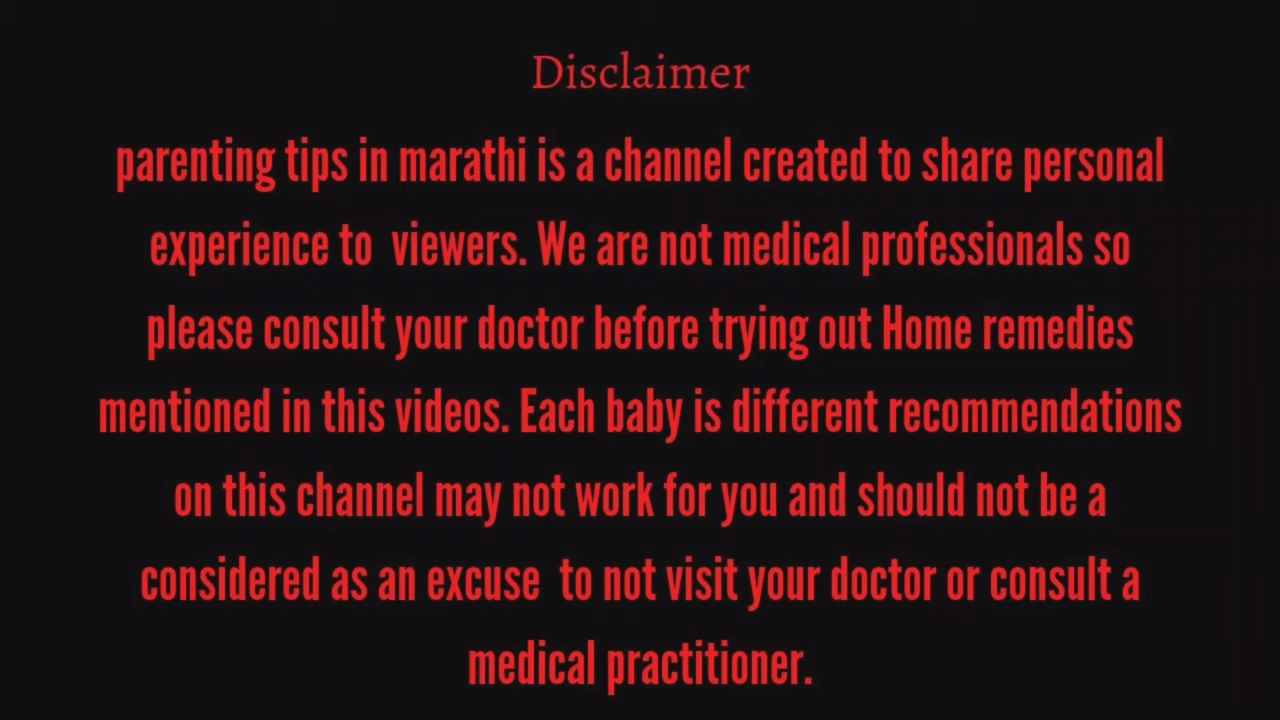 Disclaimer
parenting tips in marathi is a channel created to share personal
experience to viewers. We are not medical professionals so
please consult your doctor before trying out Home remedies
mentioned in this videos. Each baby is different recommendations
on this channel may not work for you and should not be a
considered as an excuse to not visit your doctor or consult a
medical practitioner.